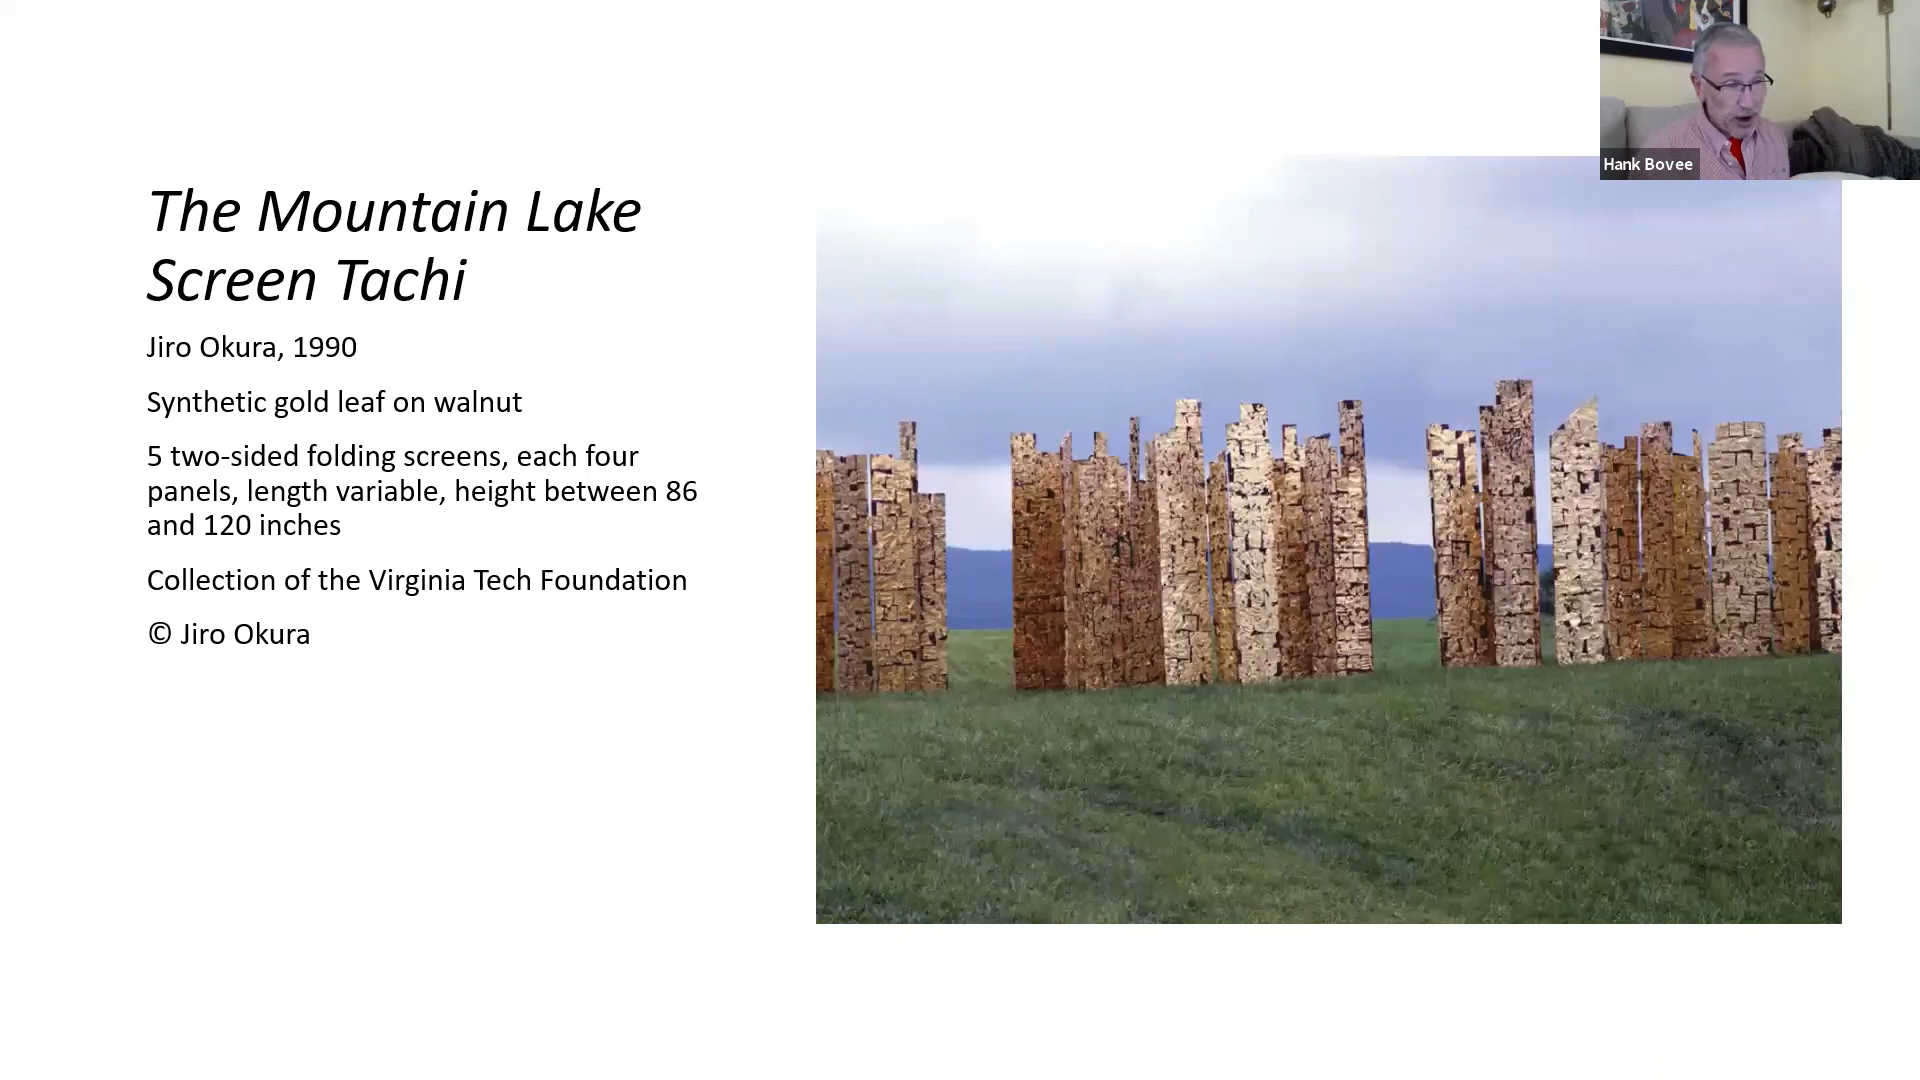 Hank Bovee
The Mountain Lake
Screen Tachi
Jiro Okura, 1990
Synthetic gold leaf on walnut
5 two-sided folding screens, each four
panels, length variable, height between 86
and 120 inches
Collection of the Virginia Tech Foundation
© Jiro Okura